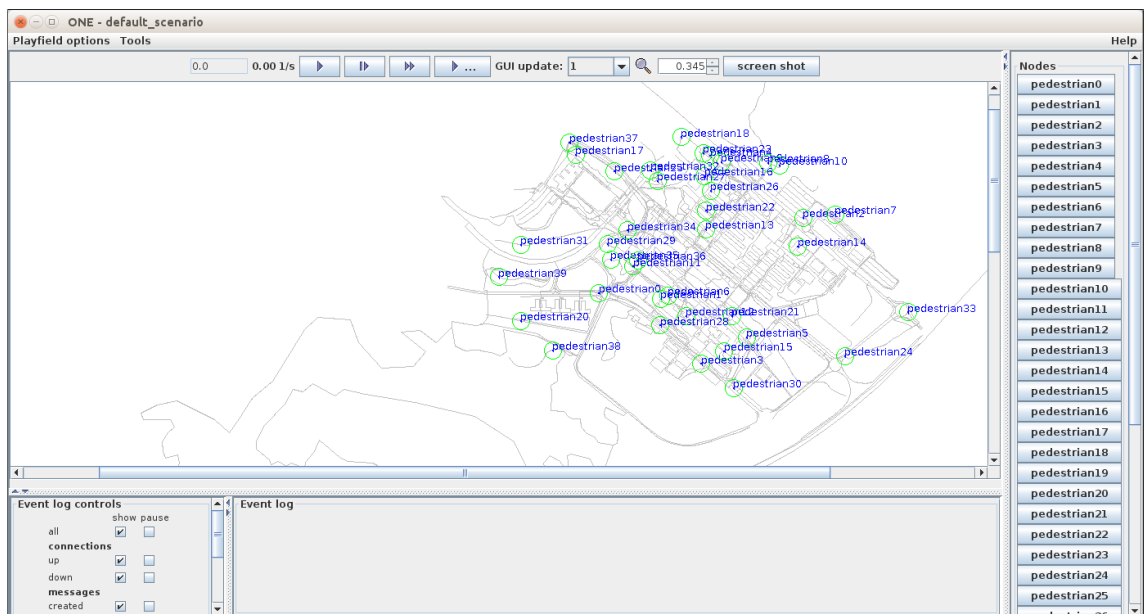 ONE - default_scenario
Playfield options Tools Help
0.0 0.00 1/s ... GUI update: 1 0.345 screen shot
Nodes
pedestrian0
pedestrian1
pedestrian2
pedestrian3
pedestrian4
pedestrian5
pedestrian6
pedestrian7
pedestrian8
pedestrian9
pedestrian10
pedestrian11
pedestrian12
pedestrian13
pedestrian14
pedestrian15
pedestrian16
pedestrian17
pedestrian18
pedestrian19
pedestrian20
pedestrian21
pedestrian22
pedestrian23
pedestrian24
pedestrian25
pedestrian18
pedestrian37
pedestrian17
pedestrian23
pedestrian10
pedestrian16
pedestrian27
pedestrian26
pedestrian22
pedestrian7
pedestrian2
pedestrian13
pedestrian34
pedestrian29
pedestrian31
pedestrian14
pedestrian36
pedestrian11
pedestrian39
pedestrian0
pedestrian6
pedestrian1
pedestrian21
pedestrian33
pedestrian20
pedestrian28
pedestrian5
pedestrian38
pedestrian15
pedestrian24
pedestrian3
pedestrian30
Event log controls
show pause
all
connections
up
down
messages
created
Event log